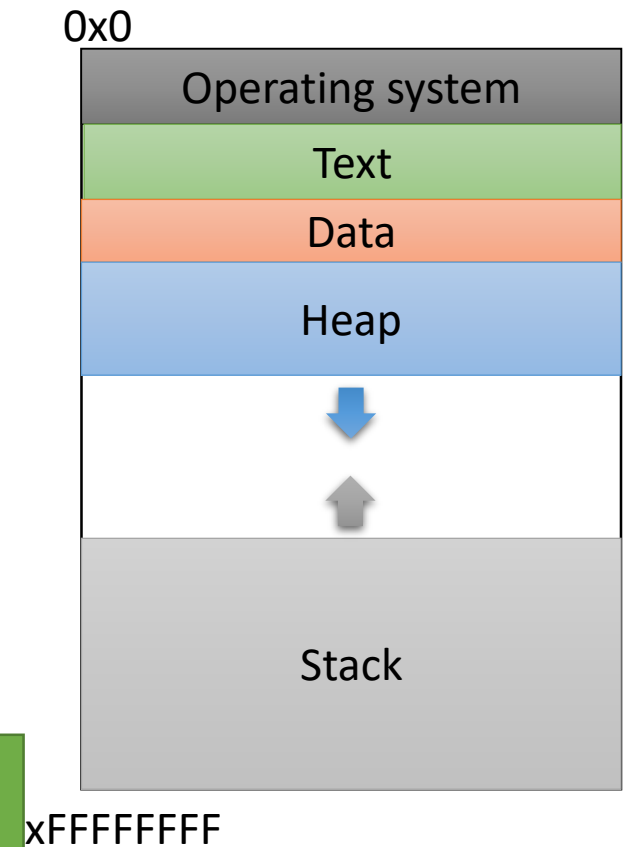 0x0
Operating system
Text
Data
Heap
Stack
xFFFFFFFF